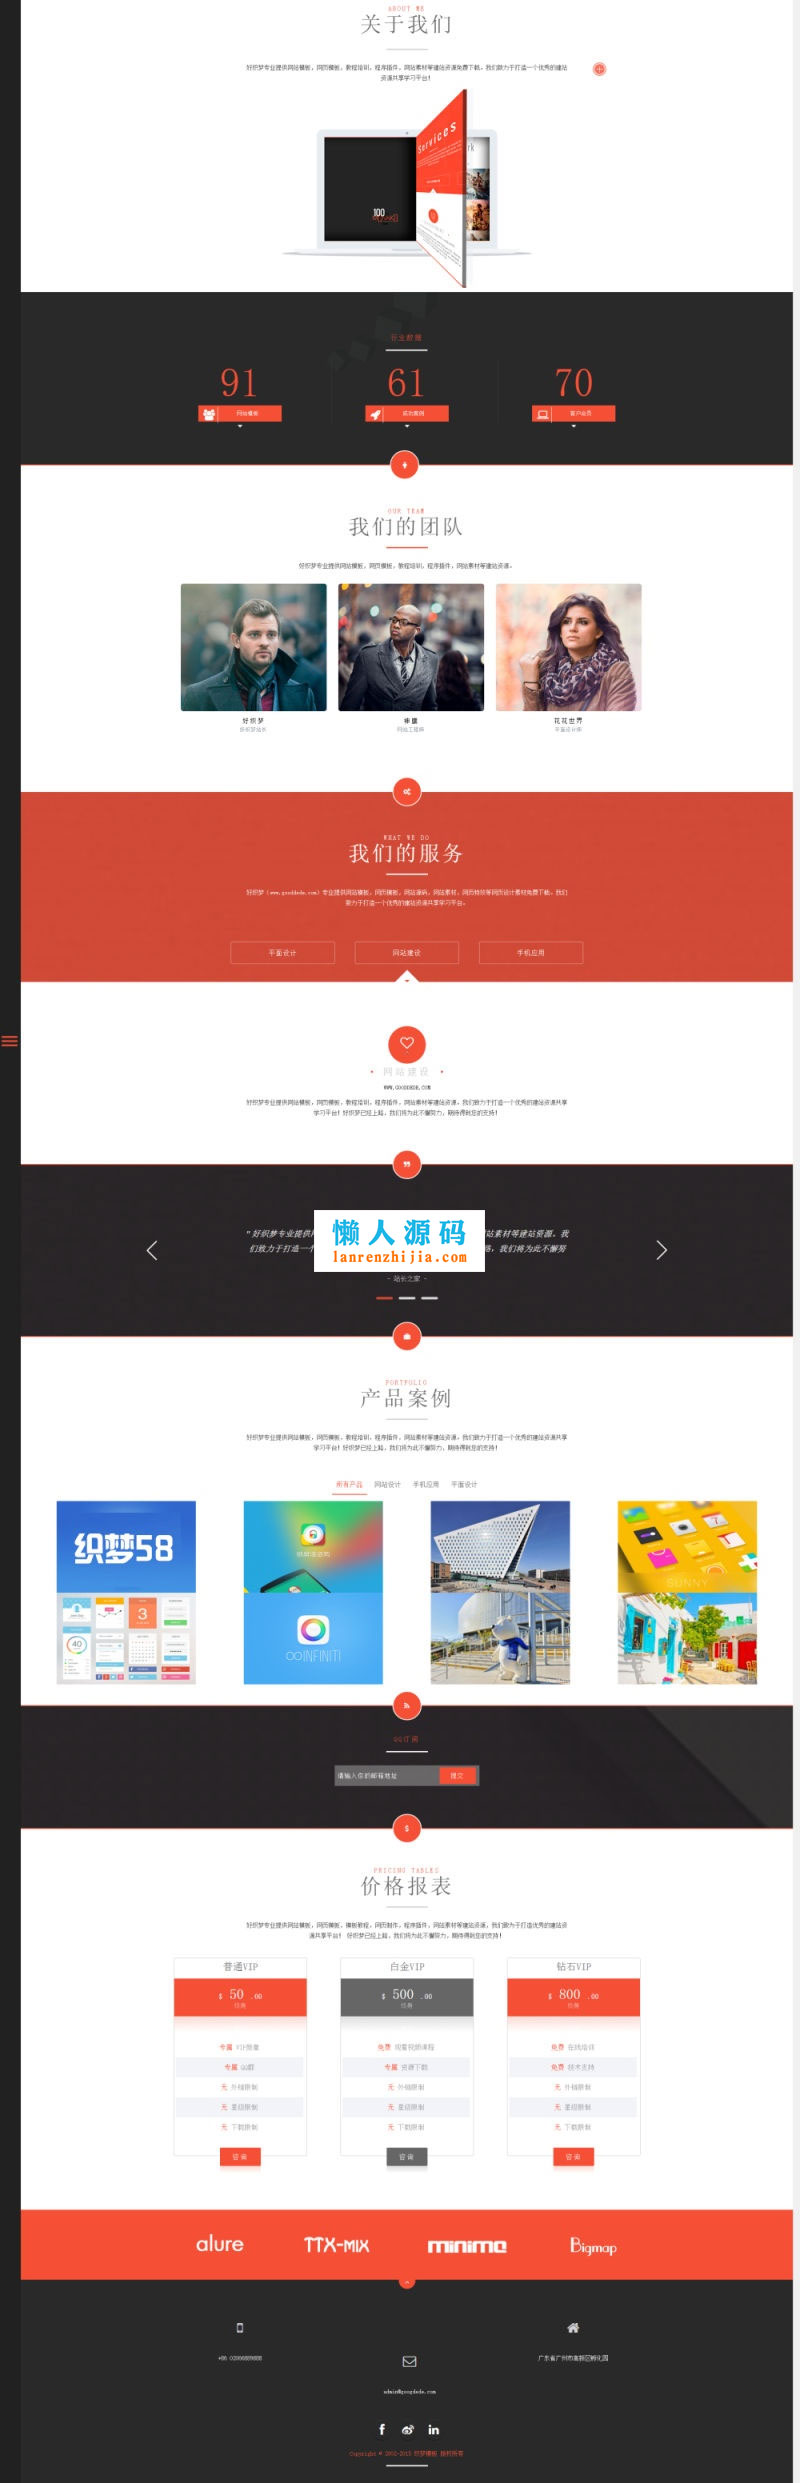 ABOUT ME
关于我们
好织梦专业提供网站模板，网页模板，教程培训，程序插件，网站素材等建站资源免费下载。我们致力于打造一个优秀的建站
资源共享学习平台！
Services
100
行业数据
91
61
70
网站模板
成功案例
客户会员
OUR TEAM
我们的团队
好织梦专业提供网站模板，网页模板，教程培训，程序插件，网站素材等建站资源。
好织梦
花花世界
网站工程师
平面设计师
WHAT WE DO
我们的服务
好织梦（www.gooddede.com）专业提供网站模板，网页模板，网站源码，网站素材，网页特效等网页设计素材免费下载。我们
致力于打造一个优秀的建站资源共享学习平台。
平面设计
网站建设
手机应用
网站建设
WWW.GOODDEDE.COM
好织梦专业提供网站模板，网页模板，教程培训，程序插件，网站素材等建站资源。我们致力于打造一个优秀的建站资源共享
学习平台！好织梦已经上路，我们将为此不懈努力，期待得到您的支持！
" 好织梦专业提供网
站素材等建站资源。我
们致力于打造一个
路，我们将为此不懈努
懒人源码
lanrenzhijia.com
- 站长之家 -
PORTFOLIO
产品案例
好织梦专业提供网站模板，网页模板，教程培训，程序插件，网站素材等建站资源。我们致力于打造一个优秀的建站资源共享
学习平台！好织梦已经上路，我们将为此不懈努力，期待得到您的支持！
所有产品 网站设计 手机应用 平面设计
织梦58
SUNNY
3
40
INFINITI
QQ订阅
请输入你的邮箱地址
提交
PRICING TABLES
价格报表
好织梦专业提供网站模板，网页模板，模板教程，网页制作，程序插件，网站素材等建站资源，我们致力于打造优秀的建站资
源共享平台！ 好织梦已经上路，我们将为此不懈努力，期待得到您的支持！
普通VIP
白金VIP
钻石VIP
$ 50 .00
$ 500 .00
$ 800 .00
终身
终身
终身
专属 VIP标徽
免费 观看视频课程
免费 在线培训
专属 QQ群
专属 资源下载
免费 技术支持
无 外链限制
无 外链限制
无 外链限制
无 星级限制
无 星级限制
无 星级限制
无 下载限制
无 下载限制
无 下载限制
咨询
咨询
咨询
alure
TTX-MIX
minimo
Bigmap
广东省广州市高新区孵化园
Copyright © 2002-2015 织梦模板 版权所有